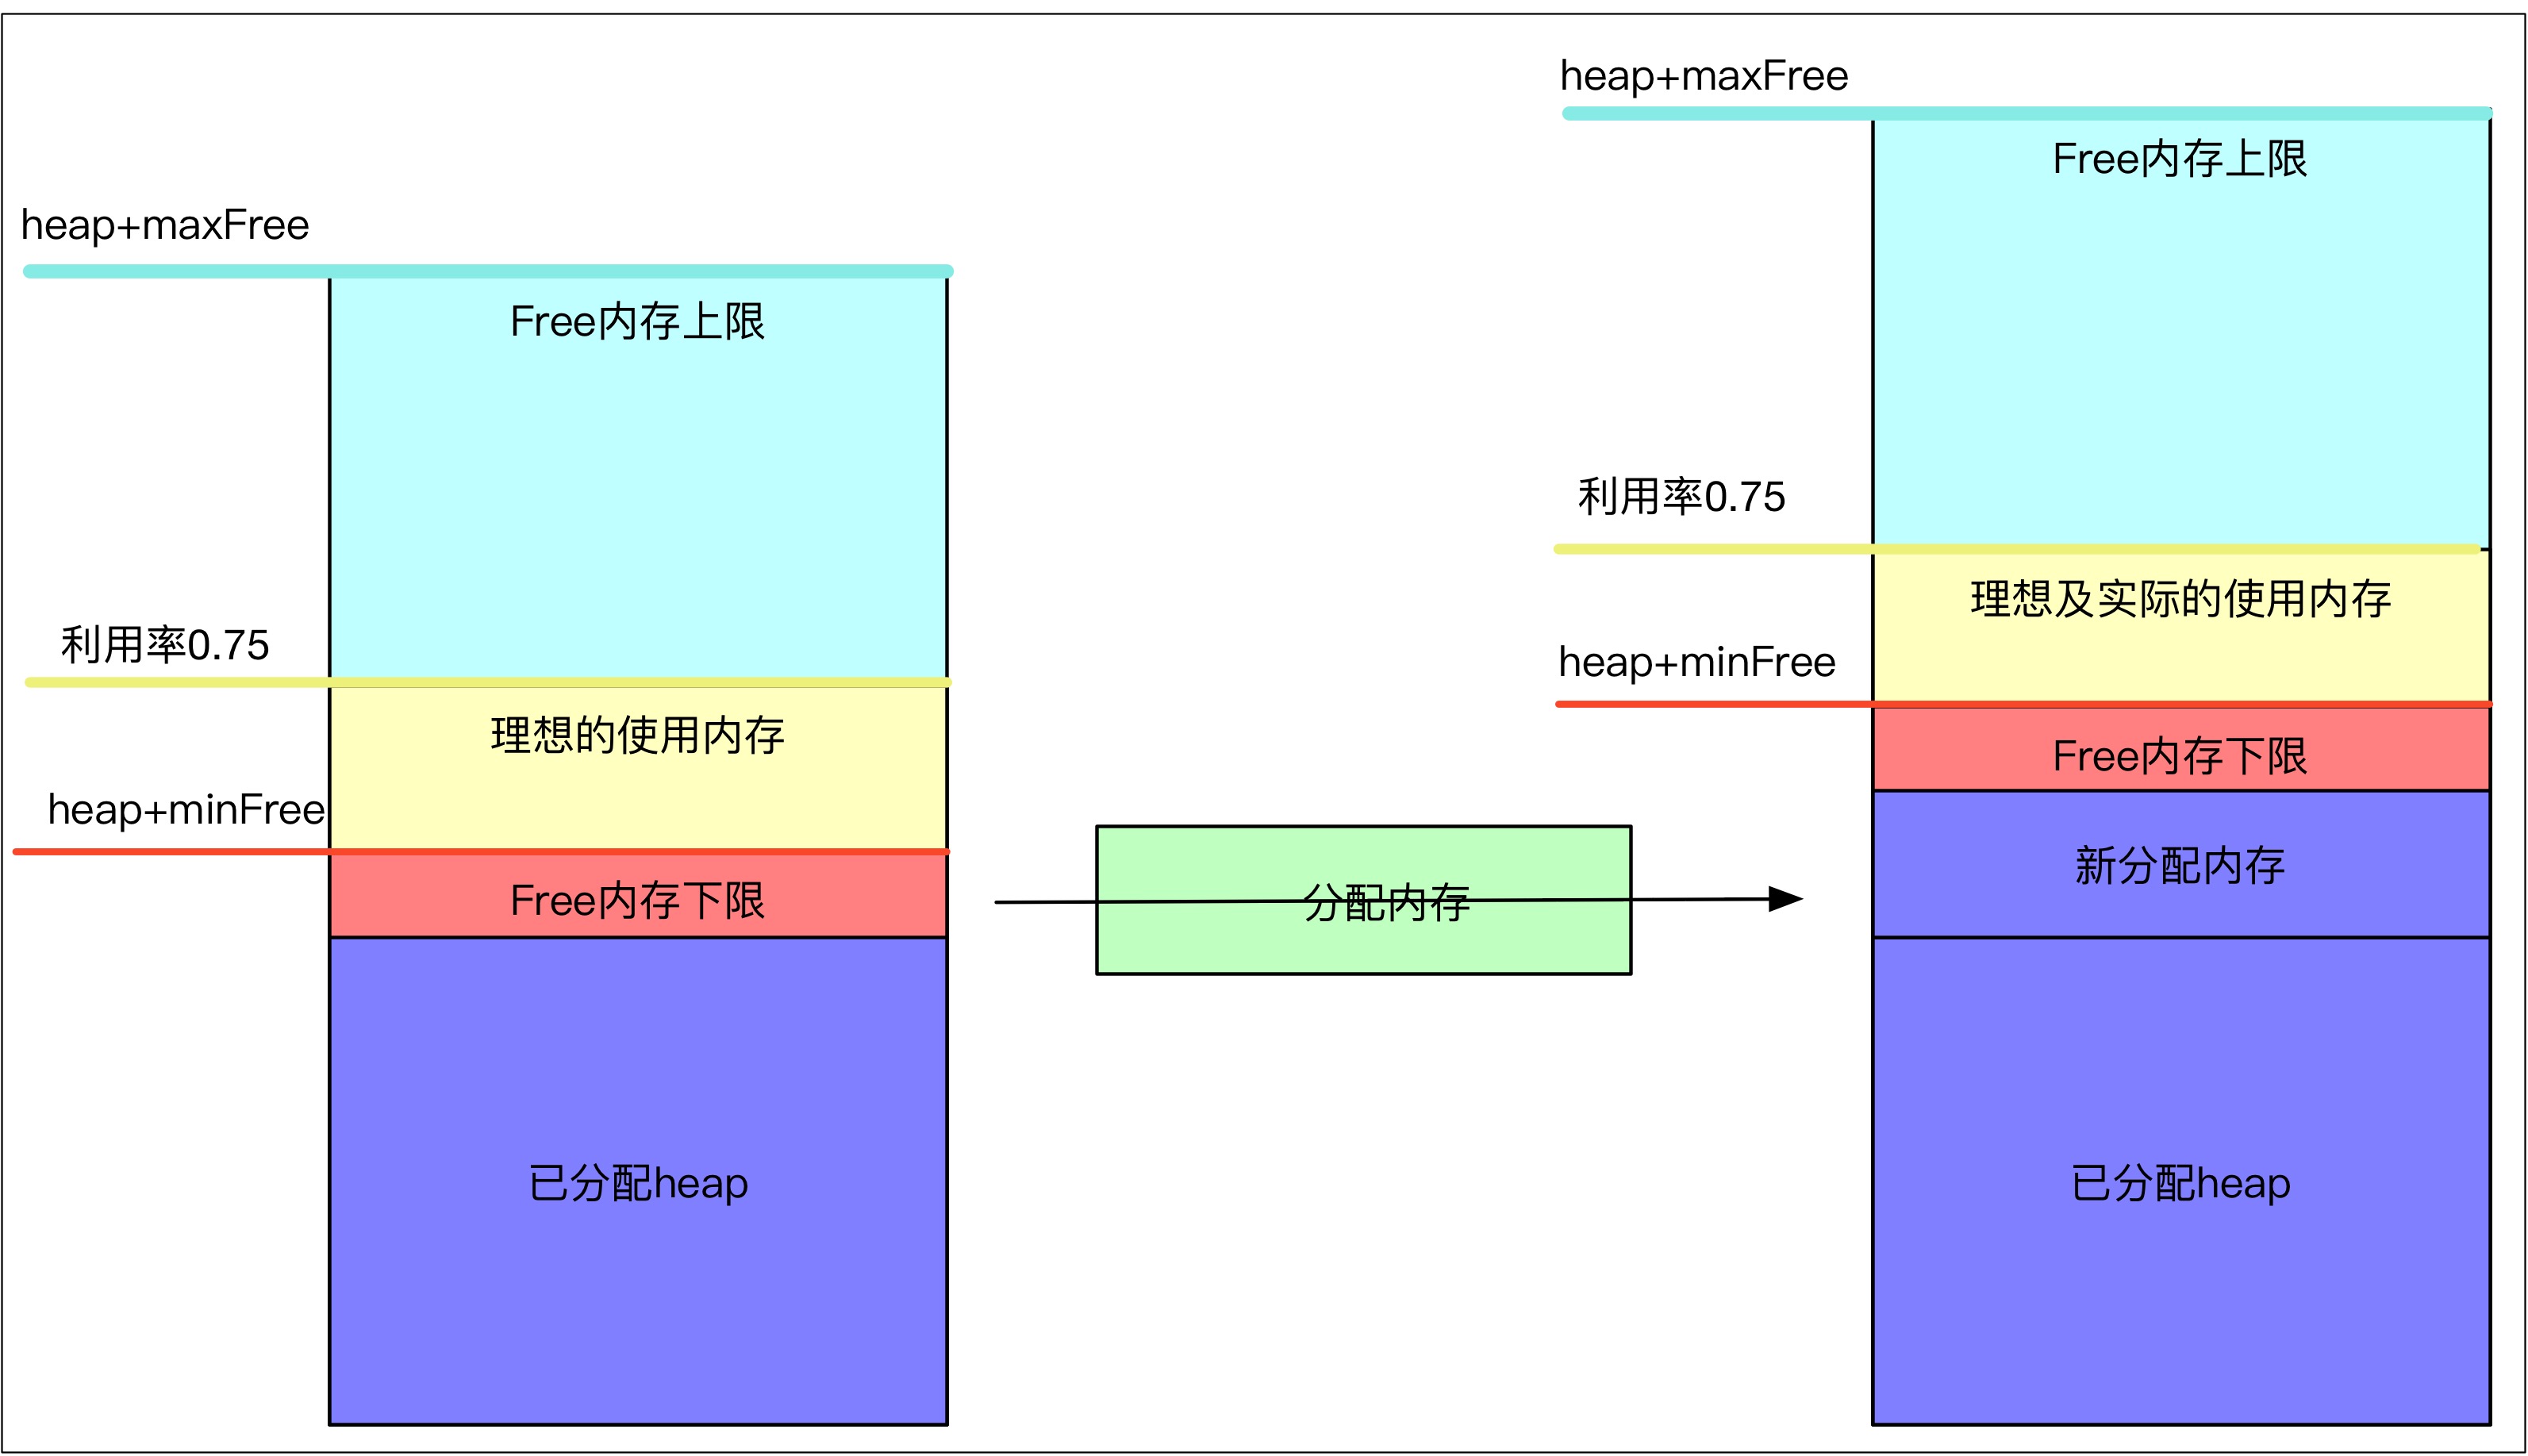 heap+maxFree
Free内存上限
利用率0.75
理想的使用内存
heap+minFree
Free内存下限
已分配heap
分配内存
heap+maxFree
Free内存上限
利用率0.75
理想及实际的使用内存
heap+minFree
Free内存下限
新分配内存
已分配heap